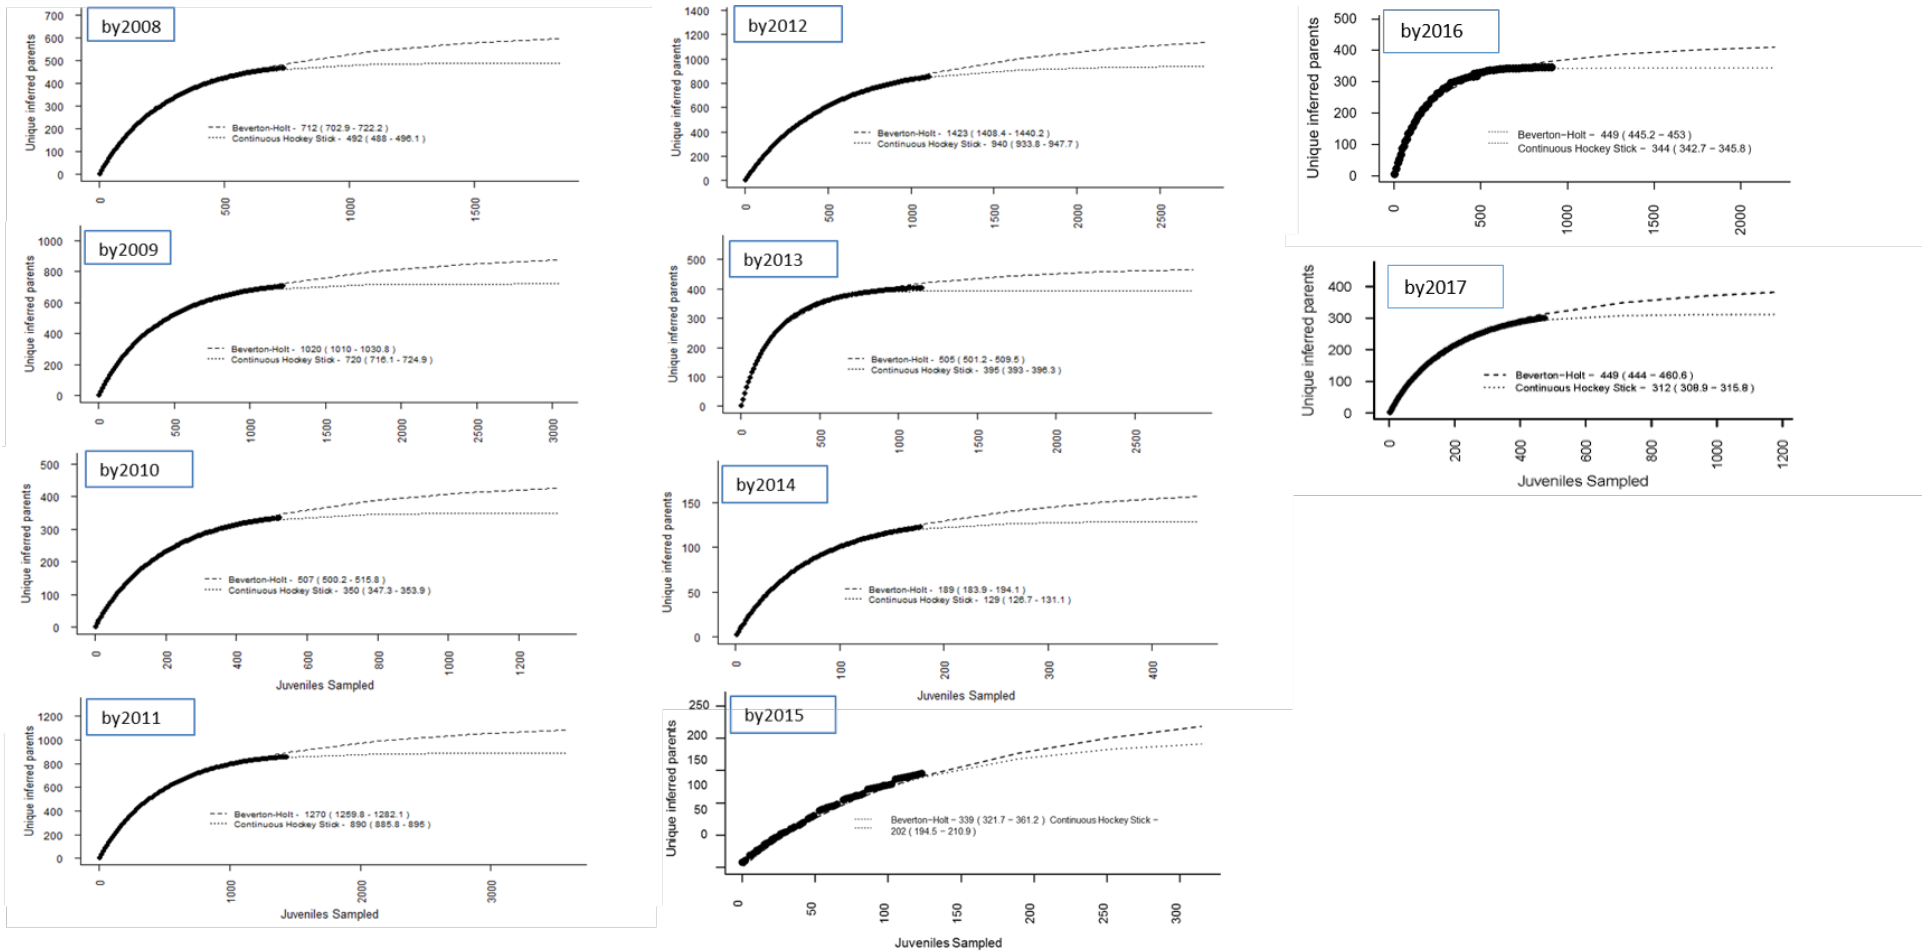 by2008
Unique inferred parents
700
600
500
400
300
200
100
0
Beverton-Holt - 712 ( 702.9 - 722.2 )
Continuous Hockey Stick - 492 ( 488 - 496.1 )
0 500 1000 1500
by2009
Unique inferred parents
1000
800
600
400
200
0
Beverton-Holt - 1020 ( 1010 - 1030.8 )
Continuous Hockey Stick - 720 ( 716.1 - 724.9 )
0 500 1000 1500 2000 2500 3000
by2010
Unique inferred parents
500
400
300
200
100
0
Beverton-Holt - 507 ( 500.2 - 515.8 )
Continuous Hockey Stick - 350 ( 347.3 - 353.9 )
0 200 400 600 800 1000 1200
Juveniles Sampled
by2011
Unique inferred parents
1200
1000
800
600
400
200
0
Beverton-Holt - 1270 ( 1259.8 - 1282.1 )
Continuous Hockey Stick - 890 ( 885.8 - 895 )
0 1000 2000 3000
Juveniles Sampled
by2012
Unique inferred parents
1400
1200
1000
800
600
400
200
0
Beverton-Holt - 1423 ( 1408.4 - 1440.2 )
Continuous Hockey Stick - 940 ( 933.8 - 947.7 )
0 500 1000 1500 2000 2500
by2013
Unique inferred parents
500
400
300
200
100
0
Beverton-Holt - 505 ( 501.2 - 509.5 )
Continuous Hockey Stick - 395 ( 393 - 396.3 )
0 500 1000 1500 2000 2500
by2014
Unique inferred parents
150
100
50
0
Beverton-Holt - 189 ( 183.9 - 194.1 )
Continuous Hockey Stick - 129 ( 126.7 - 131.1 )
0 100 200 300 400
Juveniles Sampled
by2015
Unique inferred parents
250
200
150
100
50
0
Beverton-Holt - 339 ( 321.7 - 361.2 ) Continuous Hockey Stick -
202 ( 194.5 - 210.9 )
0 50 100 150 200 250 300
Juveniles Sampled
by2016
Unique inferred parents
500
400
300
200
100
0
Beverton-Holt - 449 ( 445.2 - 453 )
Continuous Hockey Stick - 344 ( 342.7 - 345.8 )
0 500 1000 1500 2000
by2017
Unique inferred parents
400
300
200
100
0
Beverton-Holt - 449 ( 444 - 460.6 )
Continuous Hockey Stick - 312 ( 308.9 - 315.8 )
0 200 400 600 800 1000 1200
Juveniles Sampled